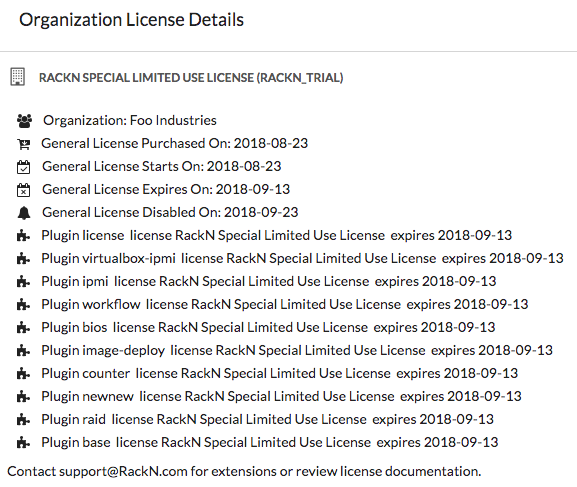 Organization License Details
RACKN SPECIAL LIMITED USE LICENSE (RACKN_TRIAL)
Organization: Foo Industries
General License Purchased On: 2018-08-23
General License Starts On: 2018-08-23
General License Expires On: 2018-09-13
General License Disabled On: 2018-09-23
Plugin license license RackN Special Limited Use License expires 2018-09-13
Plugin virtualbox-ipmi license RackN Special Limited Use License expires 2018-09-13
Plugin ipmi license RackN Special Limited Use License expires 2018-09-13
Plugin workflow license RackN Special Limited Use License expires 2018-09-13
Plugin bios license RackN Special Limited Use License expires 2018-09-13
Plugin image-deploy license RackN Special Limited Use License expires 2018-09-13
Plugin counter license RackN Special Limited Use License expires 2018-09-13
Plugin newnew license RackN Special Limited Use License expires 2018-09-13
Plugin raid license RackN Special Limited Use License expires 2018-09-13
Plugin base license RackN Special Limited Use License expires 2018-09-13
Contact support@RackN.com for extensions or review license documentation.